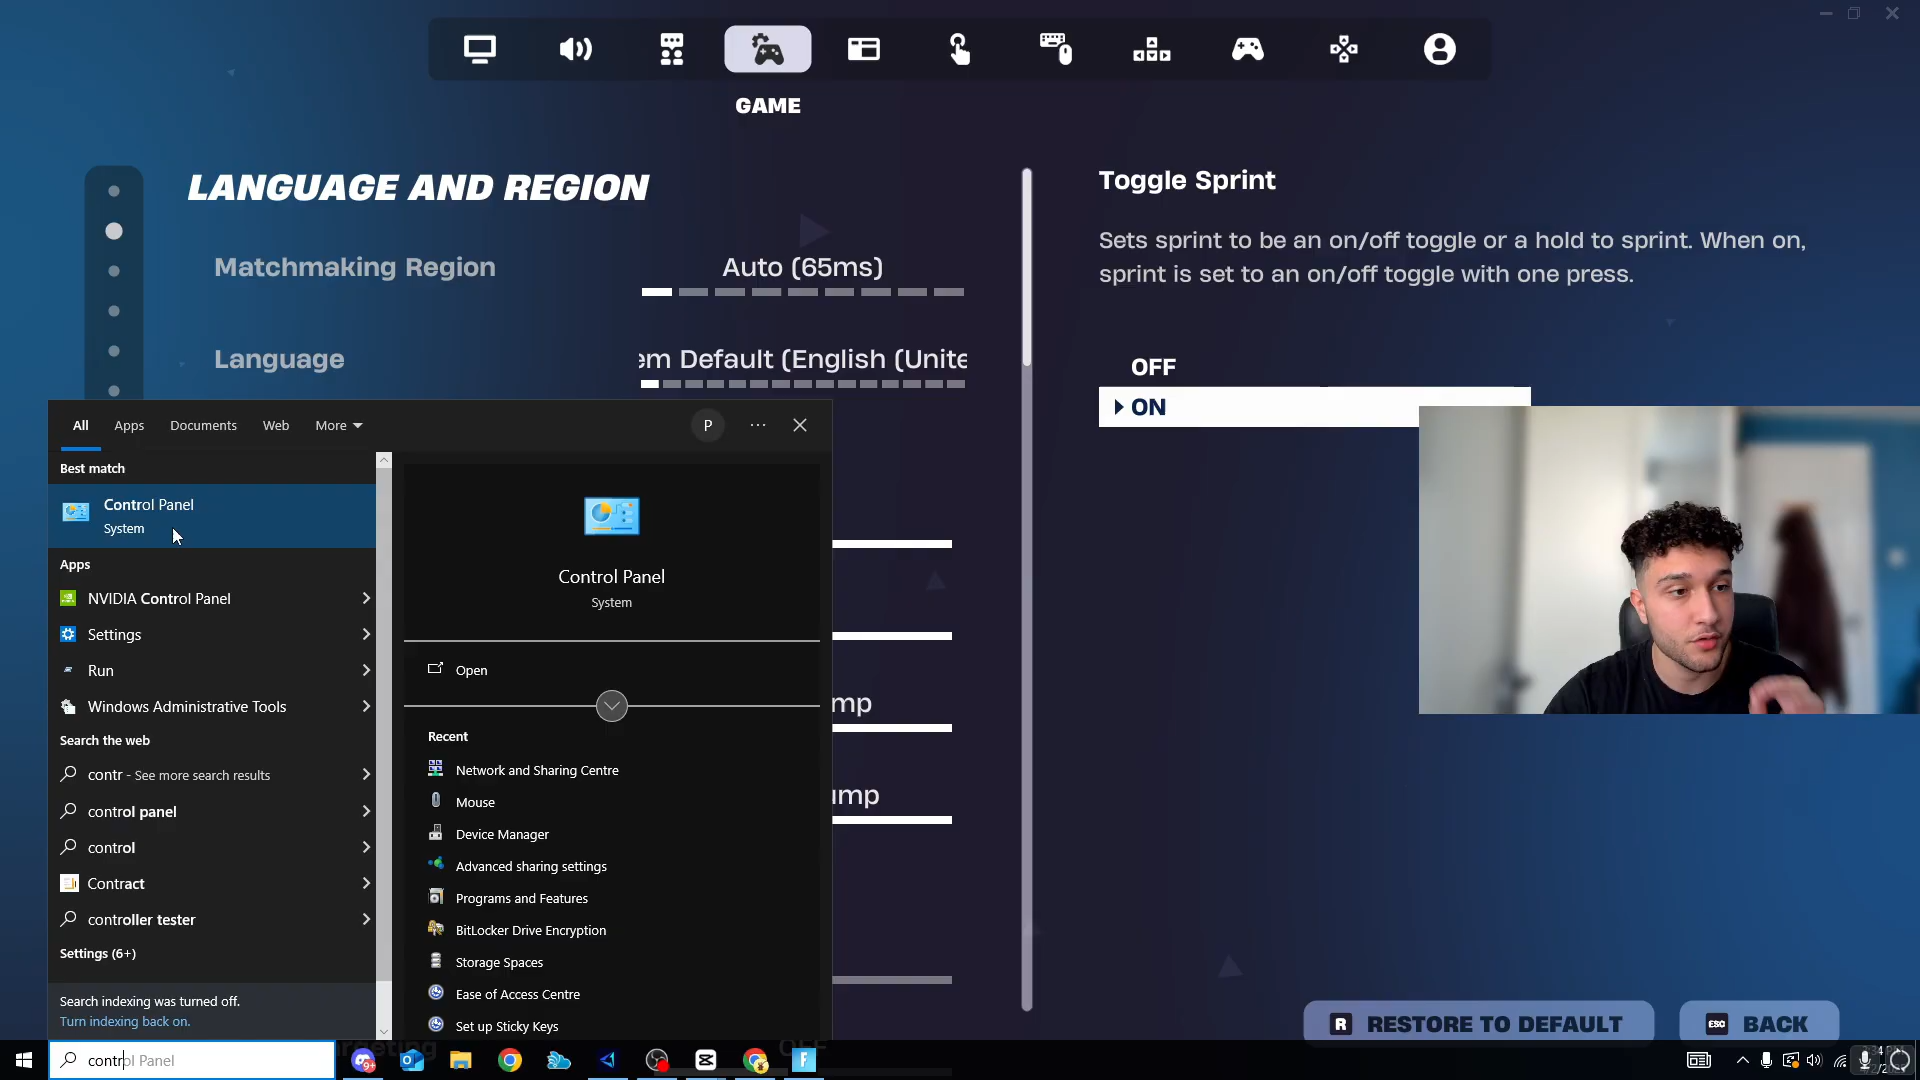 GAME
LANGUAGE AND REGION
Matchmaking Region
Auto (65ms)
Language
em Default (English (Unite
Toggle Sprint
Sets sprint to be an on/off toggle or a hold to sprint. When on,
sprint is set to an on/off toggle with one press.
OFF
ON
All
Apps
Documents
Web
More
P
Best match
Control Panel
System
Apps
NVIDIA Control Panel
Settings
Run
Windows Administrative Tools
Search the web
contr - See more search results
control panel
control
Contract
controller tester
Settings (6+)
Search indexing was turned off.
Turn indexing back on.
Control Panel
System
Open
Recent
Network and Sharing Centre
Mouse
Device Manager
Advanced sharing settings
Programs and Features
BitLocker Drive Encryption
Storage Spaces
Ease of Access Centre
Set up Sticky Keys
mp
ump
R RESTORE TO DEFAULT
ESC BACK
control Panel
9+
OFF